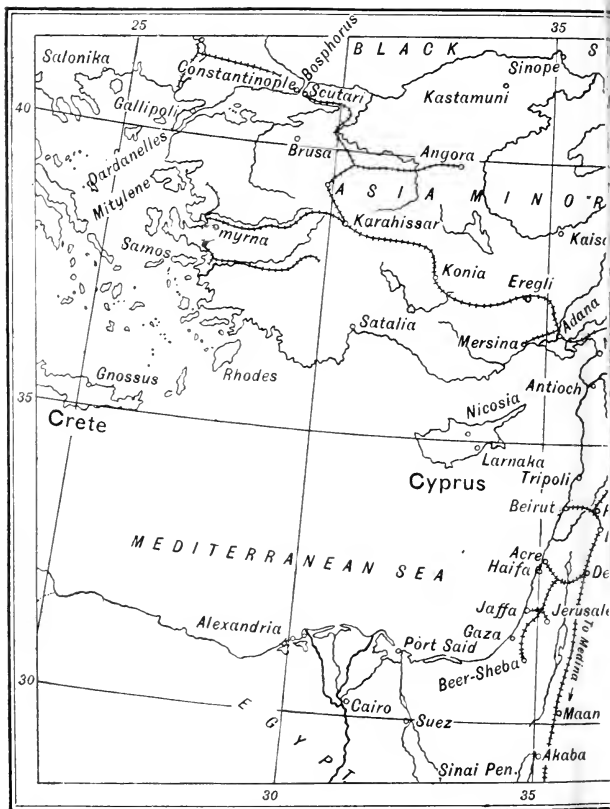 25
35
BLACK S
Salonika
Bosphorus
Constantinople
Scutari
Sinope
40
Gallipoli
Kastamuni
Dardanelles
Brusa
Angora
Mitylene
ASIA MINOR
Karahissar
myrna
Samos
Kaisa
Konia
Eregli
Satalia
Adana
Mersina
Gnossus
Rhodes
Antioch
35
Nicosia
Crete
Larnaka
Cyprus
Tripoli
Beirut
MEDITERRANEAN SEA
Acre
Haifa
De
Jaffa
Jerusale
Alexandria
Gaza
Port Said
To Medina
Beer-Sheba
30
Cairo
Maan
EGYPT
Suez
Akaba
Sinai Pen.
30
35